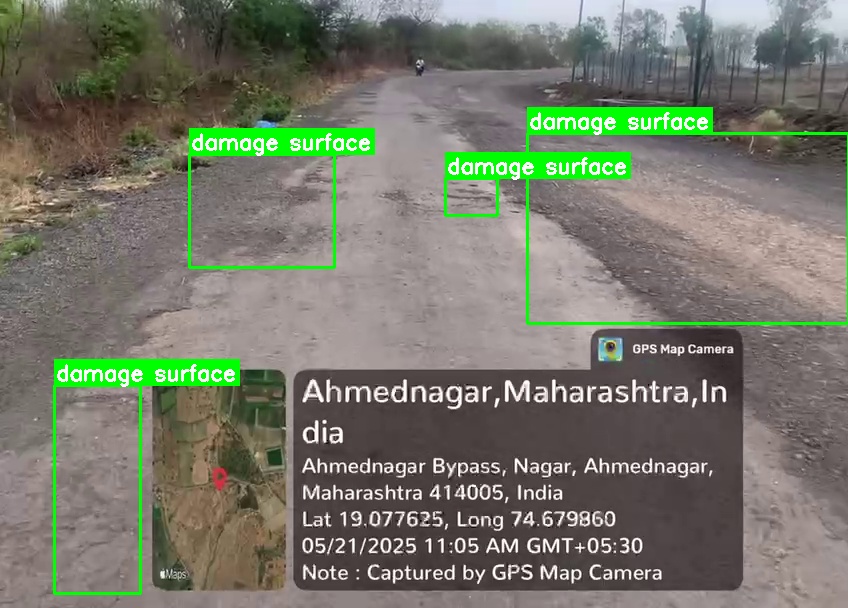 damage surface
damage surface
damage surface
damage surface
GPS Map Camera
Ahmednagar,Maharashtra,In
dia
Ahmednagar Bypass, Nagar, Ahmednagar,
Maharashtra 414005, India
Lat 19.077625, Long 74.679860
05/21/2025 11:05 AM GMT+05:30
Note : Captured by GPS Map Camera
Maps